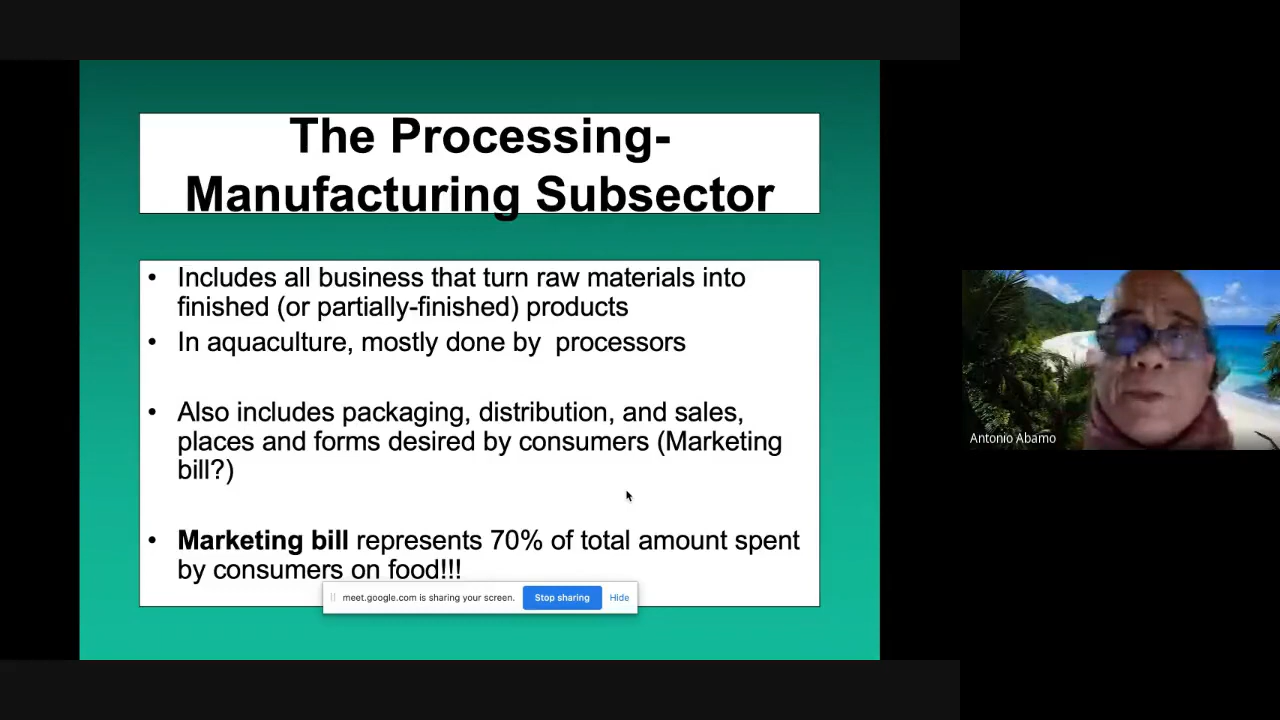 The Processing-
Manufacturing Subsector
• Includes all business that turn raw materials into
finished (or partially-finished) products
• In aquaculture, mostly done by  processors
• Also includes packaging, distribution, and sales,
places and forms desired by consumers (Marketing
bill?)
• Marketing bill represents 70% of total amount spent
by consumers on food!!!
meet.google.com is sharing your screen. Stop sharing Hide
Antonio Abamo